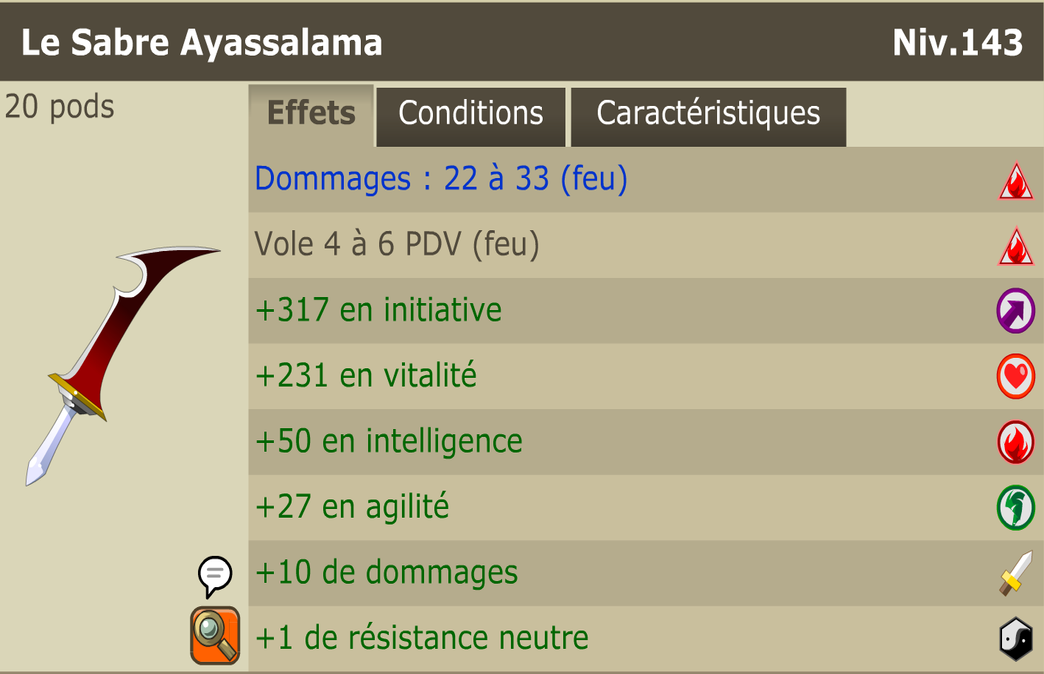 Le Sabre Ayassalama
Niv.143
20 pods
Effets
Conditions
Caractéristiques
Dommages : 22 à 33 (feu)
Vole 4 à 6 PDV (feu)
+317 en initiative
+231 en vitalité
+50 en intelligence
+27 en agilité
+10 de dommages
+1 de résistance neutre